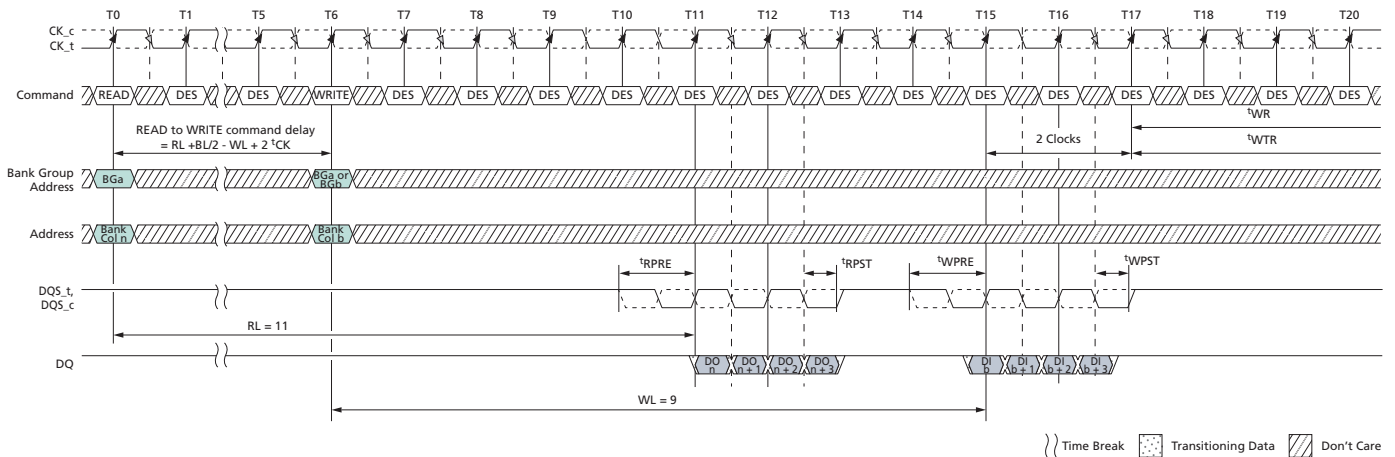 T0 T1 T5 T6 T7 T8 T9 T10 T11 T12 T13 T14 T15 T16 T17 T18 T19 T20
CK_c
CK_t
Command READ DES DES WRITE DES DES DES DES DES DES DES DES DES DES DES DES DES DES
READ to WRITE command delay
= RL +BL/2 - WL + 2 tCK
2 Clocks
tWR
tWTR
Bank Group
Address
BGa
BGa or
BGb
Address
Bank
Col n
Bank
Col b
tRPRE
tRPST
tWPRE
tWPST
DQS_t,
DQS_c
RL = 11
DQ
DO
n
DO
n + 1
DO
n + 2
DO
n + 3
DI
b
DI
b + 1
DI
b + 2
DI
b + 3
WL = 9
Time Break Transitioning Data Don't Care